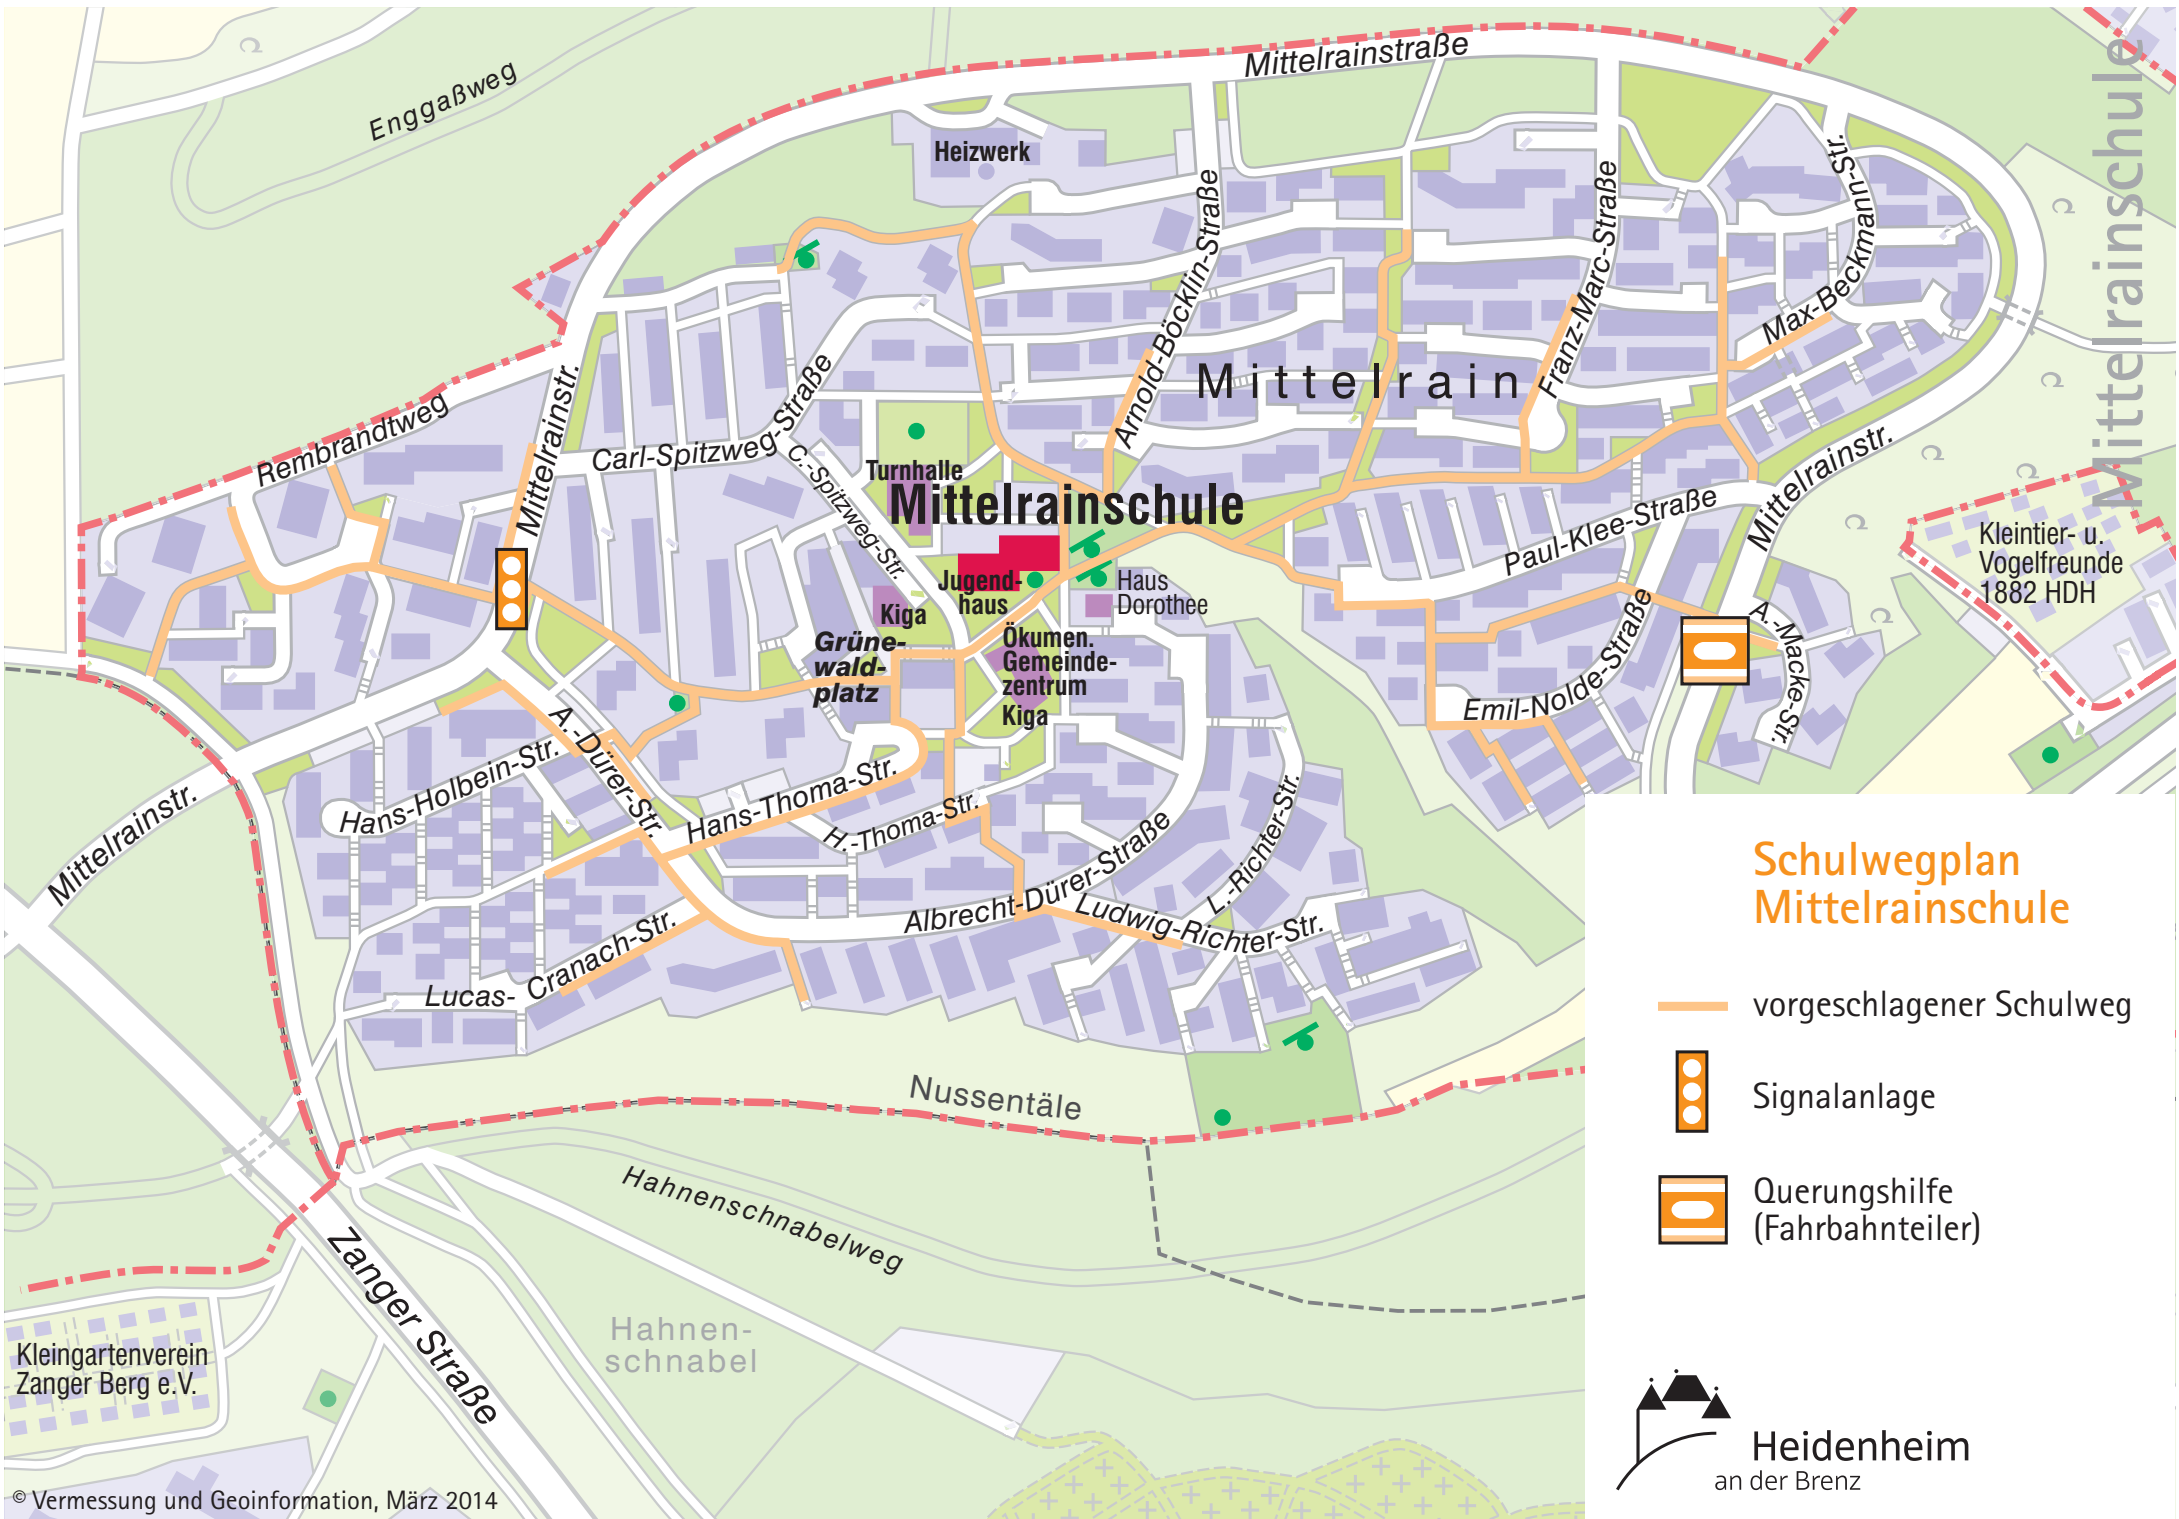 Mittelrainstraße
Mittelrainschule
Enggaßweg
Heizwerk
Max-Beckmann-Str.
Arnold-Böcklin-Straße
Franz-Marc-Straße
Mittelrain
Mittelrainstr.
Rembrandtweg
Carl-Spitzweg-Straße
C.-Spitzweg-Str.
Turnhalle
Mittelrainschule
Mittelrainstr.
Paul-Klee-Straße
Kleintier- u.
Vogelfreunde
1882 HDH
Jugend-
haus
Haus
Dorothee
Kiga
Grüne-
wald-
platz
Ökumen.
Gemeinde-
zentrum
Kiga
A.-Macke-Str.
Emil-Nolde-Straße
A.-Dürer-Str.
Hans-Holbein-Str.
Hans-Thoma-Str.
H.-Thoma-Str.
Mittelrainstr.
L.-Richter-Str.
Albrecht-Dürer-Straße
Ludwig-Richter-Str.
Lucas-Cranach-Str.
Nussentäle
Hahnenschnabelweg
Zanger Straße
Hahnen-
schnabel
Kleingartenverein
Zanger Berg e.V.
© Vermessung und Geoinformation, März 2014
Schulwegplan
Mittelrainschule
vorgeschlagener Schulweg
Signalanlage
Querungshilfe
(Fahrbahnteiler)
Heidenheim
an der Brenz